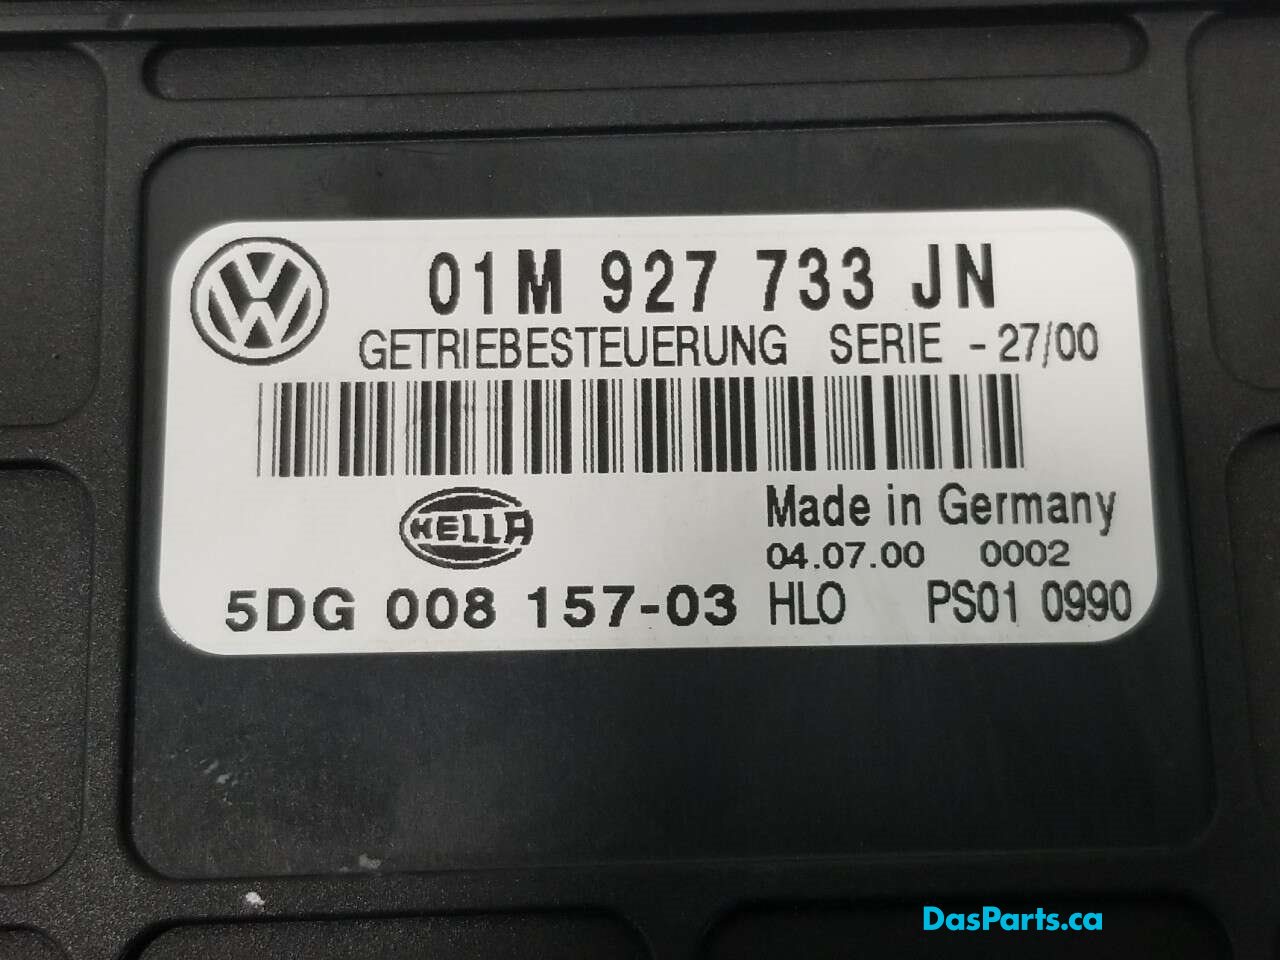 01M 927 733 JN
GETRIEBESTEUERUNG SERIE - 27/00
HELLA
Made in Germany
04.07.00 0002
5DG 008 157-03 HLO PS01 0990
DasParts.ca